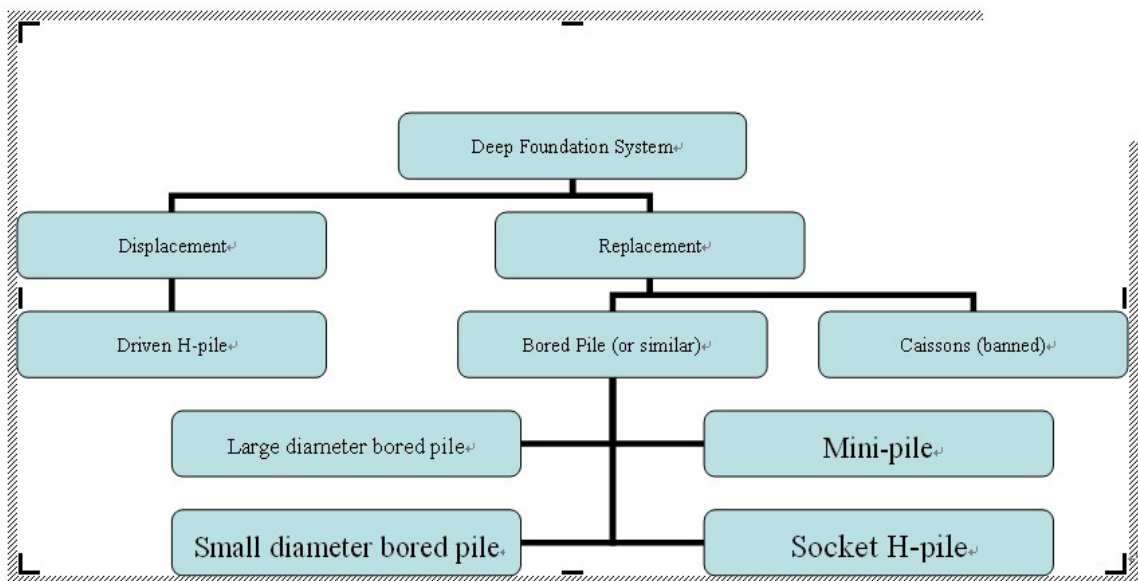 Deep Foundation System↵
Displacement↵
Replacement↵
Driven H-pile↵
Bored Pile (or similar)↵
Caissons (banned)↵
Large diameter bored pile↵
Mini-pile↵
Small diameter bored pile↵
Socket H-pile↵